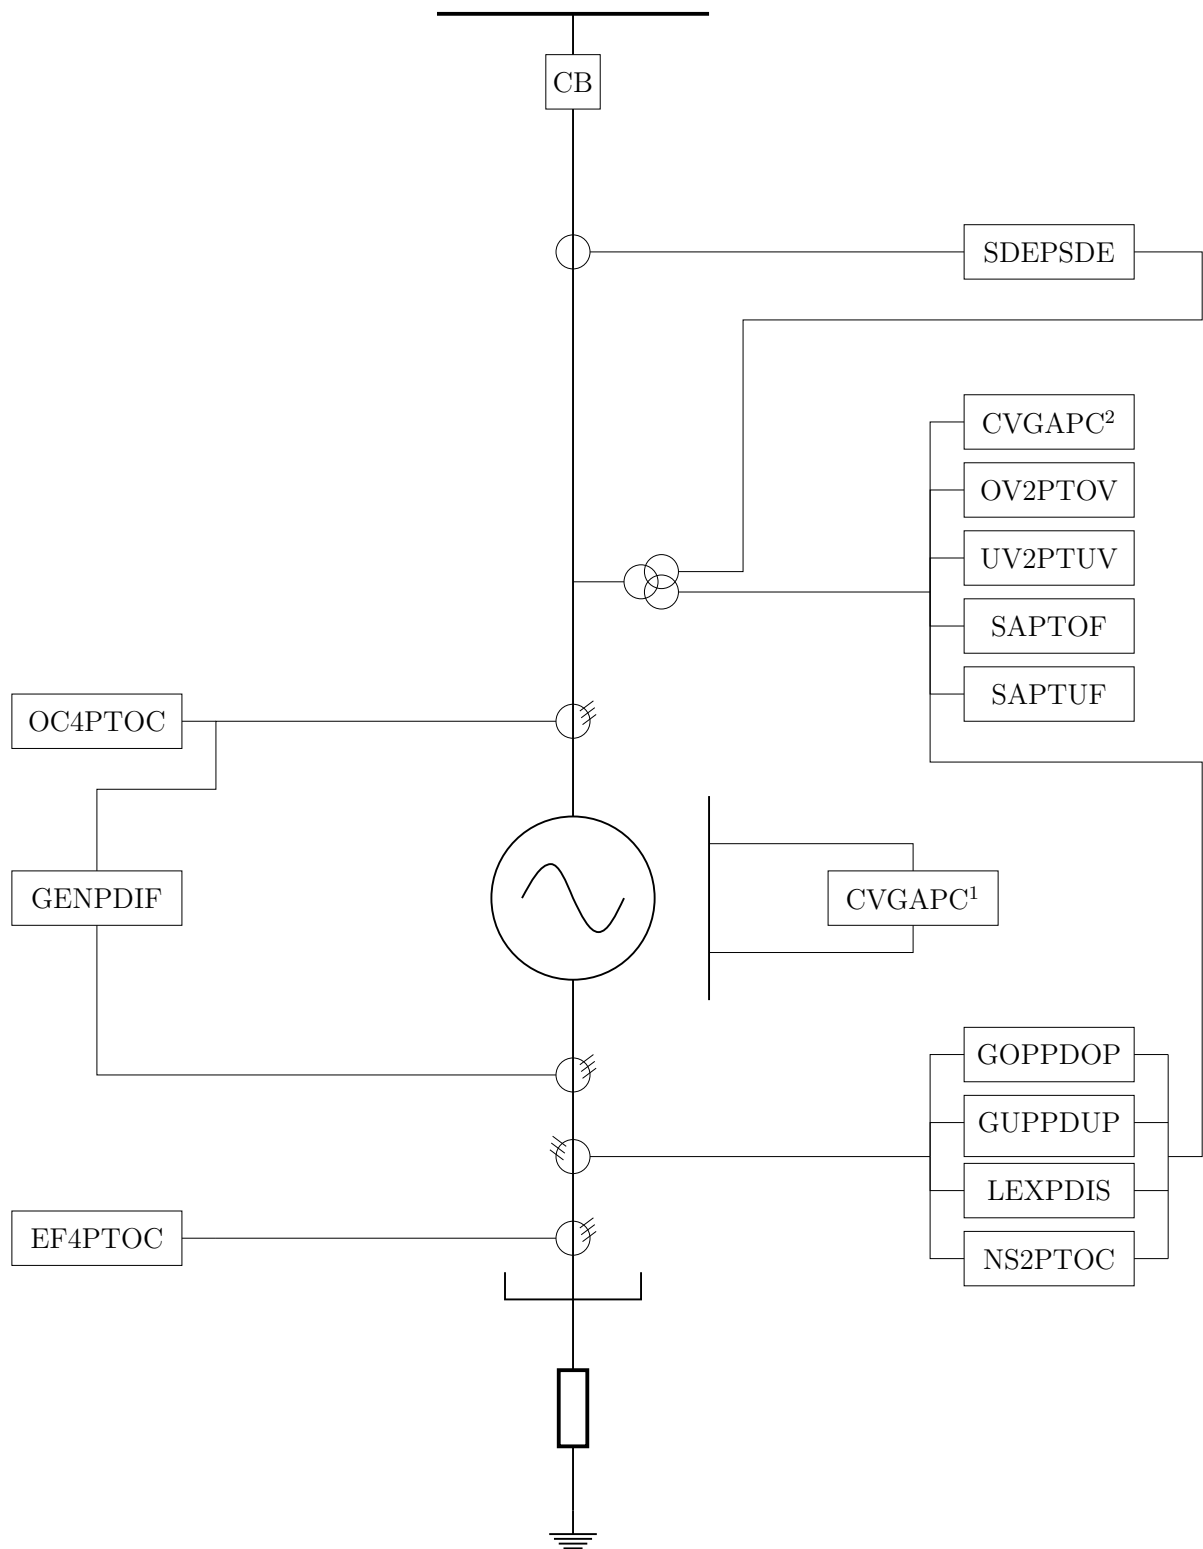 CB
SDEPSDE
CVGAPC²
OV2PTOV
UV2PTUV
SAPTOF
SAPTUF
OC4PTOC
GENPDIF
CVGAPC¹
GOPPDOP
GUPPDUP
LEXPDIS
EF4PTOC
NS2PTOC